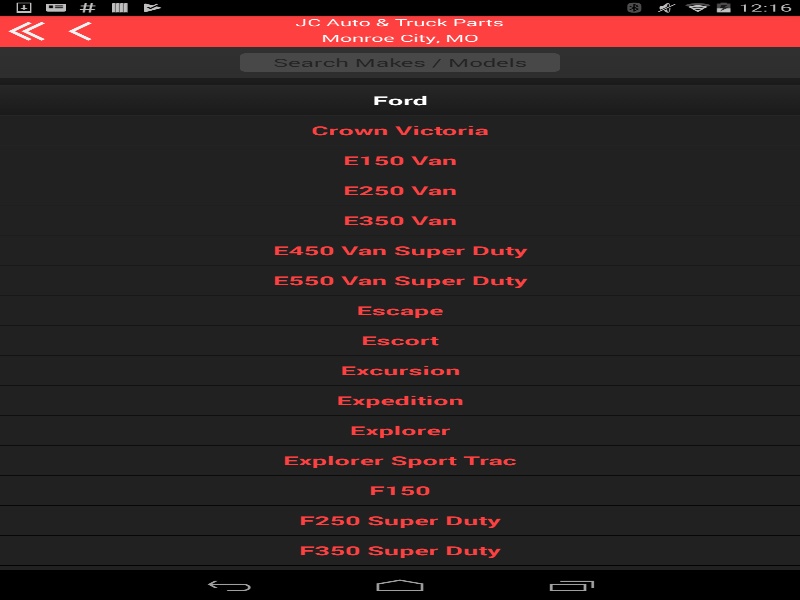 12:16
JC Auto & Truck Parts
Monroe City, MO
Search Makes / Models
Ford
Crown Victoria
E150 Van
E250 Van
E350 Van
E450 Van Super Duty
E550 Van Super Duty
Escape
Escort
Excursion
Expedition
Explorer
Explorer Sport Trac
F150
F250 Super Duty
F350 Super Duty